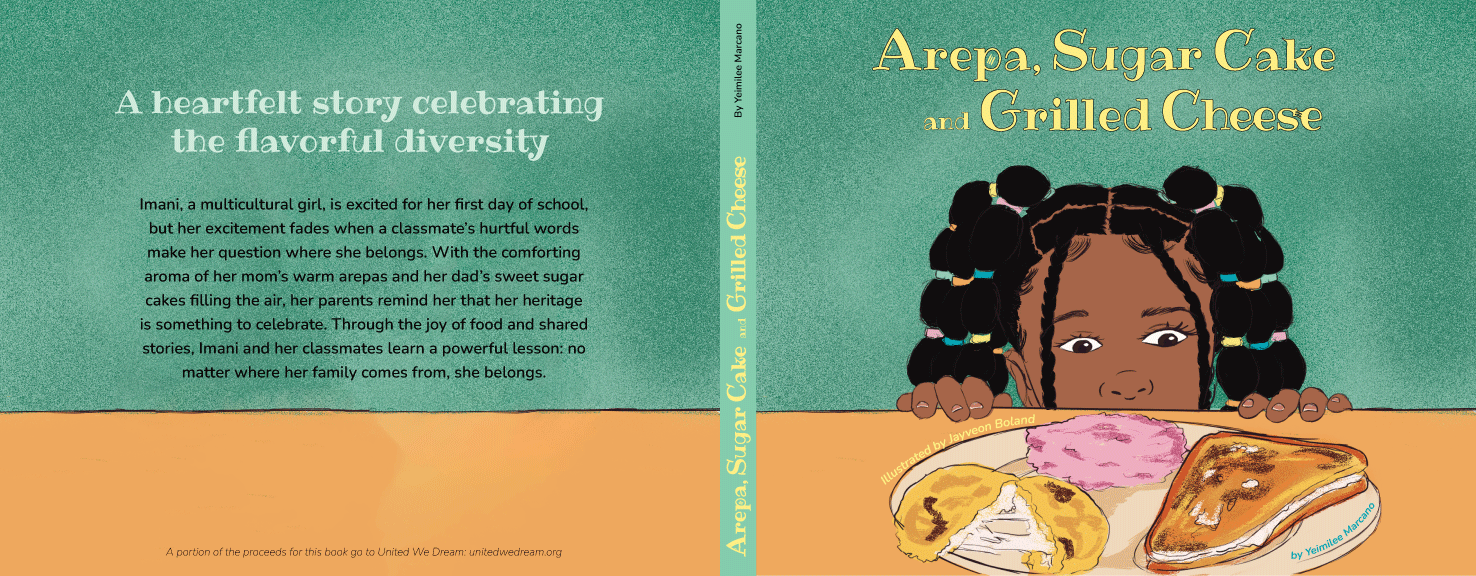 A heartfelt story celebrating
the flavorful diversity
Imani, a multicultural girl, is excited for her first day of school,
but her excitement fades when a classmate's hurtful words
make her question where she belongs. With the comforting
aroma of her mom's warm arepas and her dad's sweet sugar
cakes filling the air, her parents remind her that her heritage
is something to celebrate. Through the joy of food and shared
stories, Imani and her classmates learn a powerful lesson: no
matter where her family comes from, she belongs.
A portion of the proceeds for this book go to United We Dream: unitedwedream.org
Arepa, Sugar Cake and Grilled Cheese By Yeimilee Marcano
Arepa, Sugar Cake
and Grilled Cheese
Illustrated by Jayveon Boland
by Yeimilee Marcano